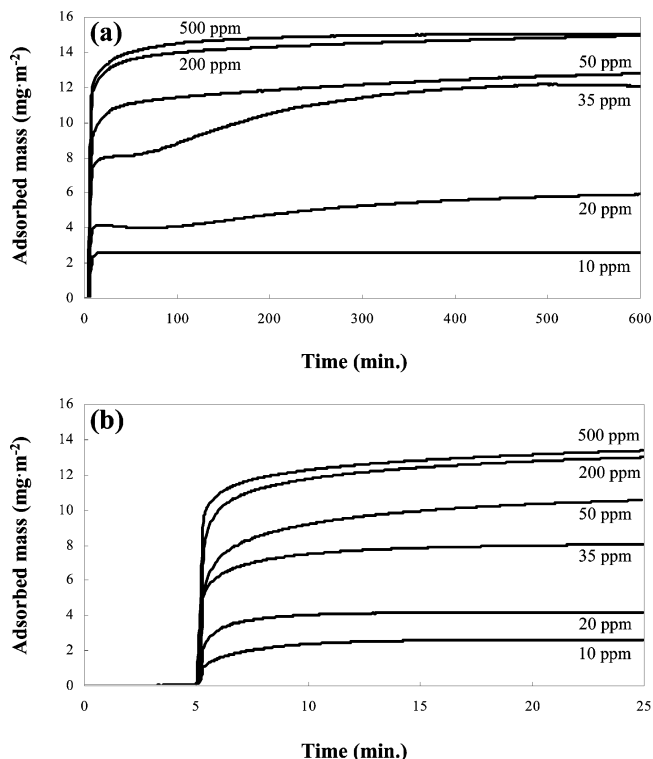 (a)
16
14
12
10
8
6
4
2
0
Adsorbed mass (mg·m-2)
500 ppm
200 ppm
50 ppm
35 ppm
20 ppm
10 ppm
0 100 200 300 400 500 600
Time (min.)
(b)
16
14
12
10
8
6
4
2
0
Adsorbed mass (mg·m-2)
500 ppm
200 ppm
50 ppm
35 ppm
20 ppm
10 ppm
0 5 10 15 20 25
Time (min.)